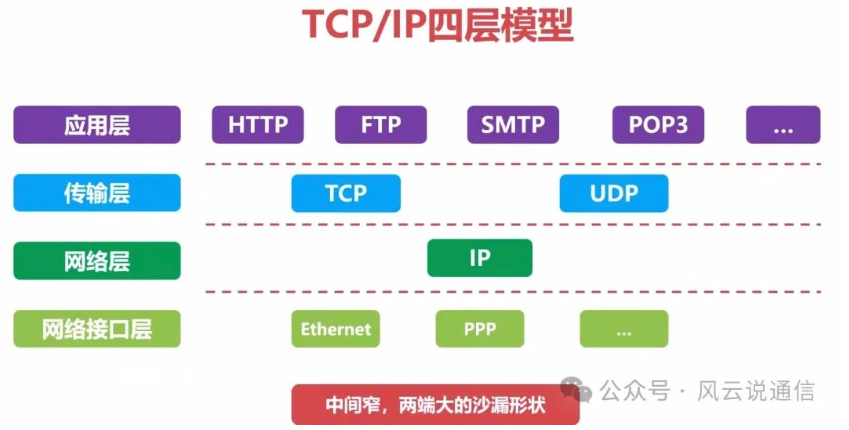 TCP/IP四层模型
应用层 HTTP FTP SMTP POP3 ...
传输层 TCP UDP
网络层 IP
网络接口层 Ethernet PPP ...
中间窄，两端大的沙漏形状
公众号 · 风云说通信